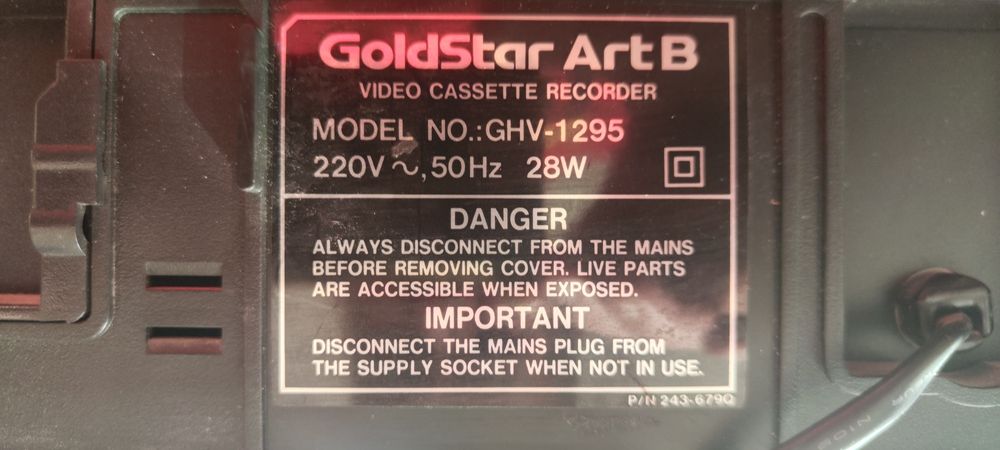 GoldStar Art B
VIDEO CASSETTE RECORDER
MODEL NO.:GHV-1295
220V ~, 50Hz 28W
DANGER
ALWAYS DISCONNECT FROM THE MAINS
BEFORE REMOVING COVER. LIVE PARTS
ARE ACCESSIBLE WHEN EXPOSED.
IMPORTANT
DISCONNECT THE MAINS PLUG FROM
THE SUPPLY SOCKET WHEN NOT IN USE.
P/N 243-679Q